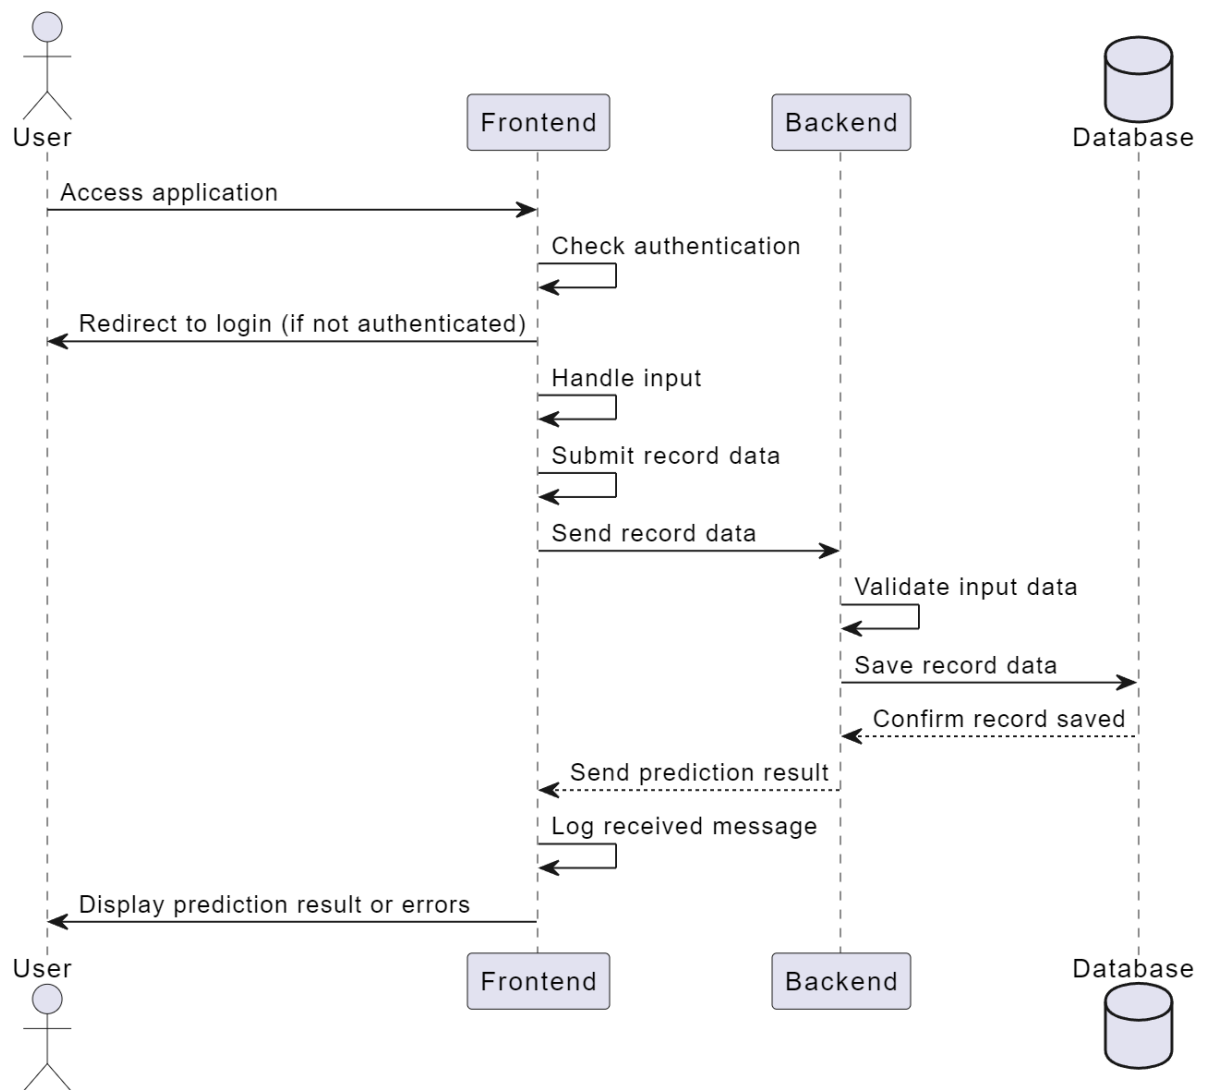 User
Frontend
Backend
Database
Access application
Check authentication
Redirect to login (if not authenticated)
Handle input
Submit record data
Send record data
Validate input data
Save record data
Confirm record saved
Send prediction result
Log received message
Display prediction result or errors
User
Frontend
Backend
Database